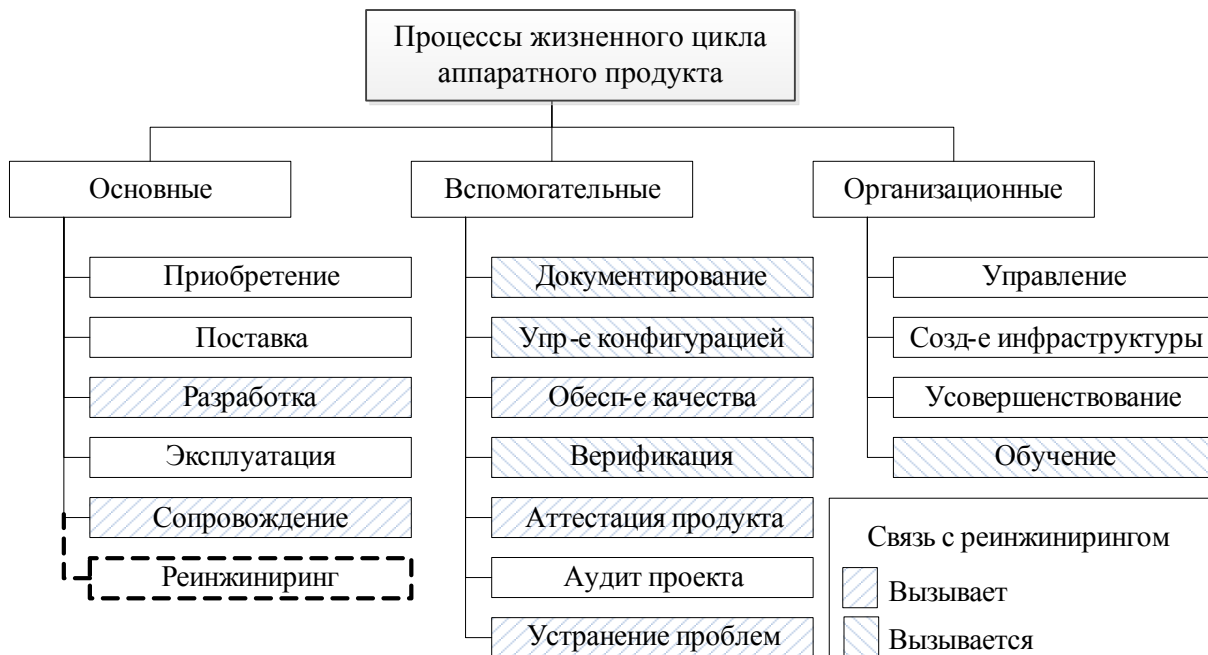 Процессы жизненного цикла
аппаратного продукта
Основные
Приобретение
Поставка
Разработка
Эксплуатация
Сопровождение
Реинжиниринг
Вспомогательные
Документирование
Упр-е конфигурацией
Обесп-е качества
Верификация
Аттестация продукта
Аудит проекта
Устранение проблем
Организационные
Управление
Созд-е инфраструктуры
Усовершенствование
Обучение
Связь с реинжинирингом
Вызывает
Вызывается